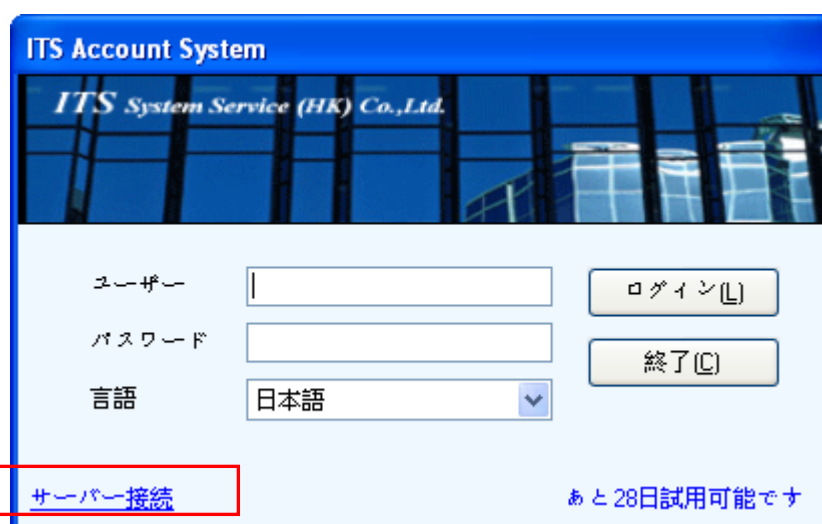 ITS Account System
ITS System Service (HK) Co.,Ltd.
ユーザー
ログイン(L)
パスワード
終了(C)
言語
日本語
サーバー接続
あと28日試用可能です